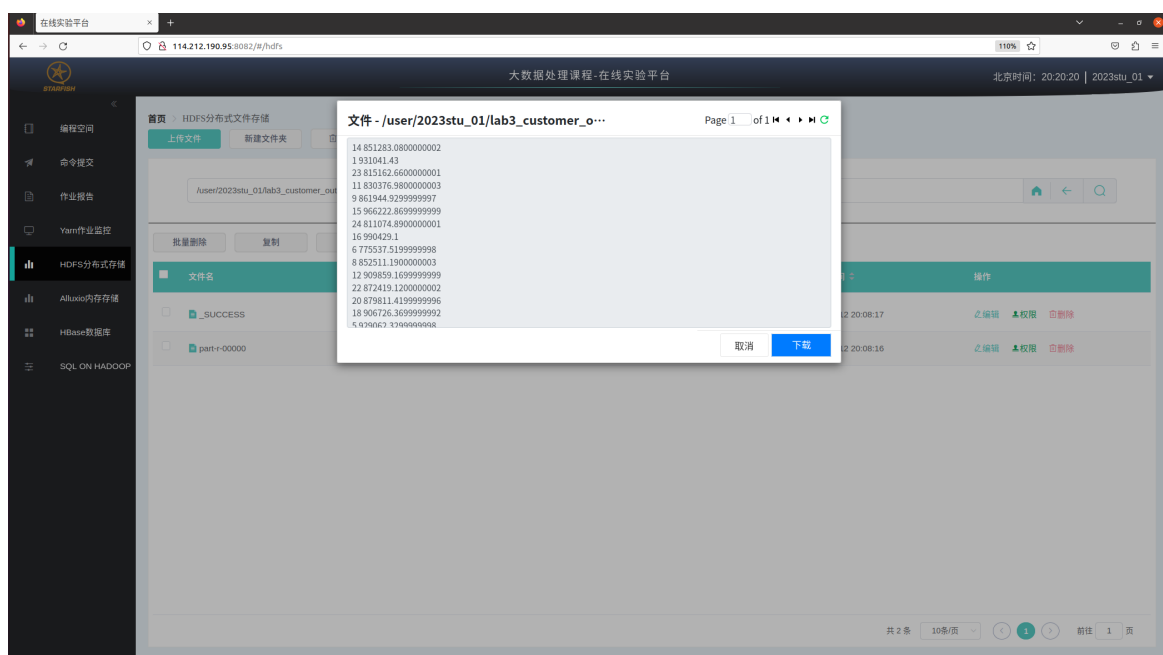 在线实验平台
114.212.190.95:8082/#/hdfs
110%
STARFISH
大数据处理课程-在线实验平台
北京时间：20:20:20 | 2023stu_01
编程空间
命令提交
作业报告
Yarn作业监控
HDFS分布式存储
Alluxio内存存储
HBase数据库
SQL ON HADOOP
首页 HDFS分布式文件存储
上传文件 新建文件夹
/user/2023stu_01/lab3_customer_out
批量删除 复制
文件名 操作
_SUCCESS 12 20:08:17 编辑 权限 删除
part-r-00000 12 20:08:16 编辑 权限 删除
文件 - /user/2023stu_01/lab3_customer_o…
Page 1 of 1
14 851283.0800000002
1 931041.43
23 815162.6600000001
11 830376.9800000003
9 861944.9299999997
15 966222.8699999999
24 811074.8900000001
16 990429.1
6 775537.5199999998
8 852511.1900000003
12 909859.1699999999
22 872419.1200000002
20 879811.4199999996
18 906726.3699999992
5 929062.3299999998
取消 下载
共 2 条 10条/页 1 前往 1 页